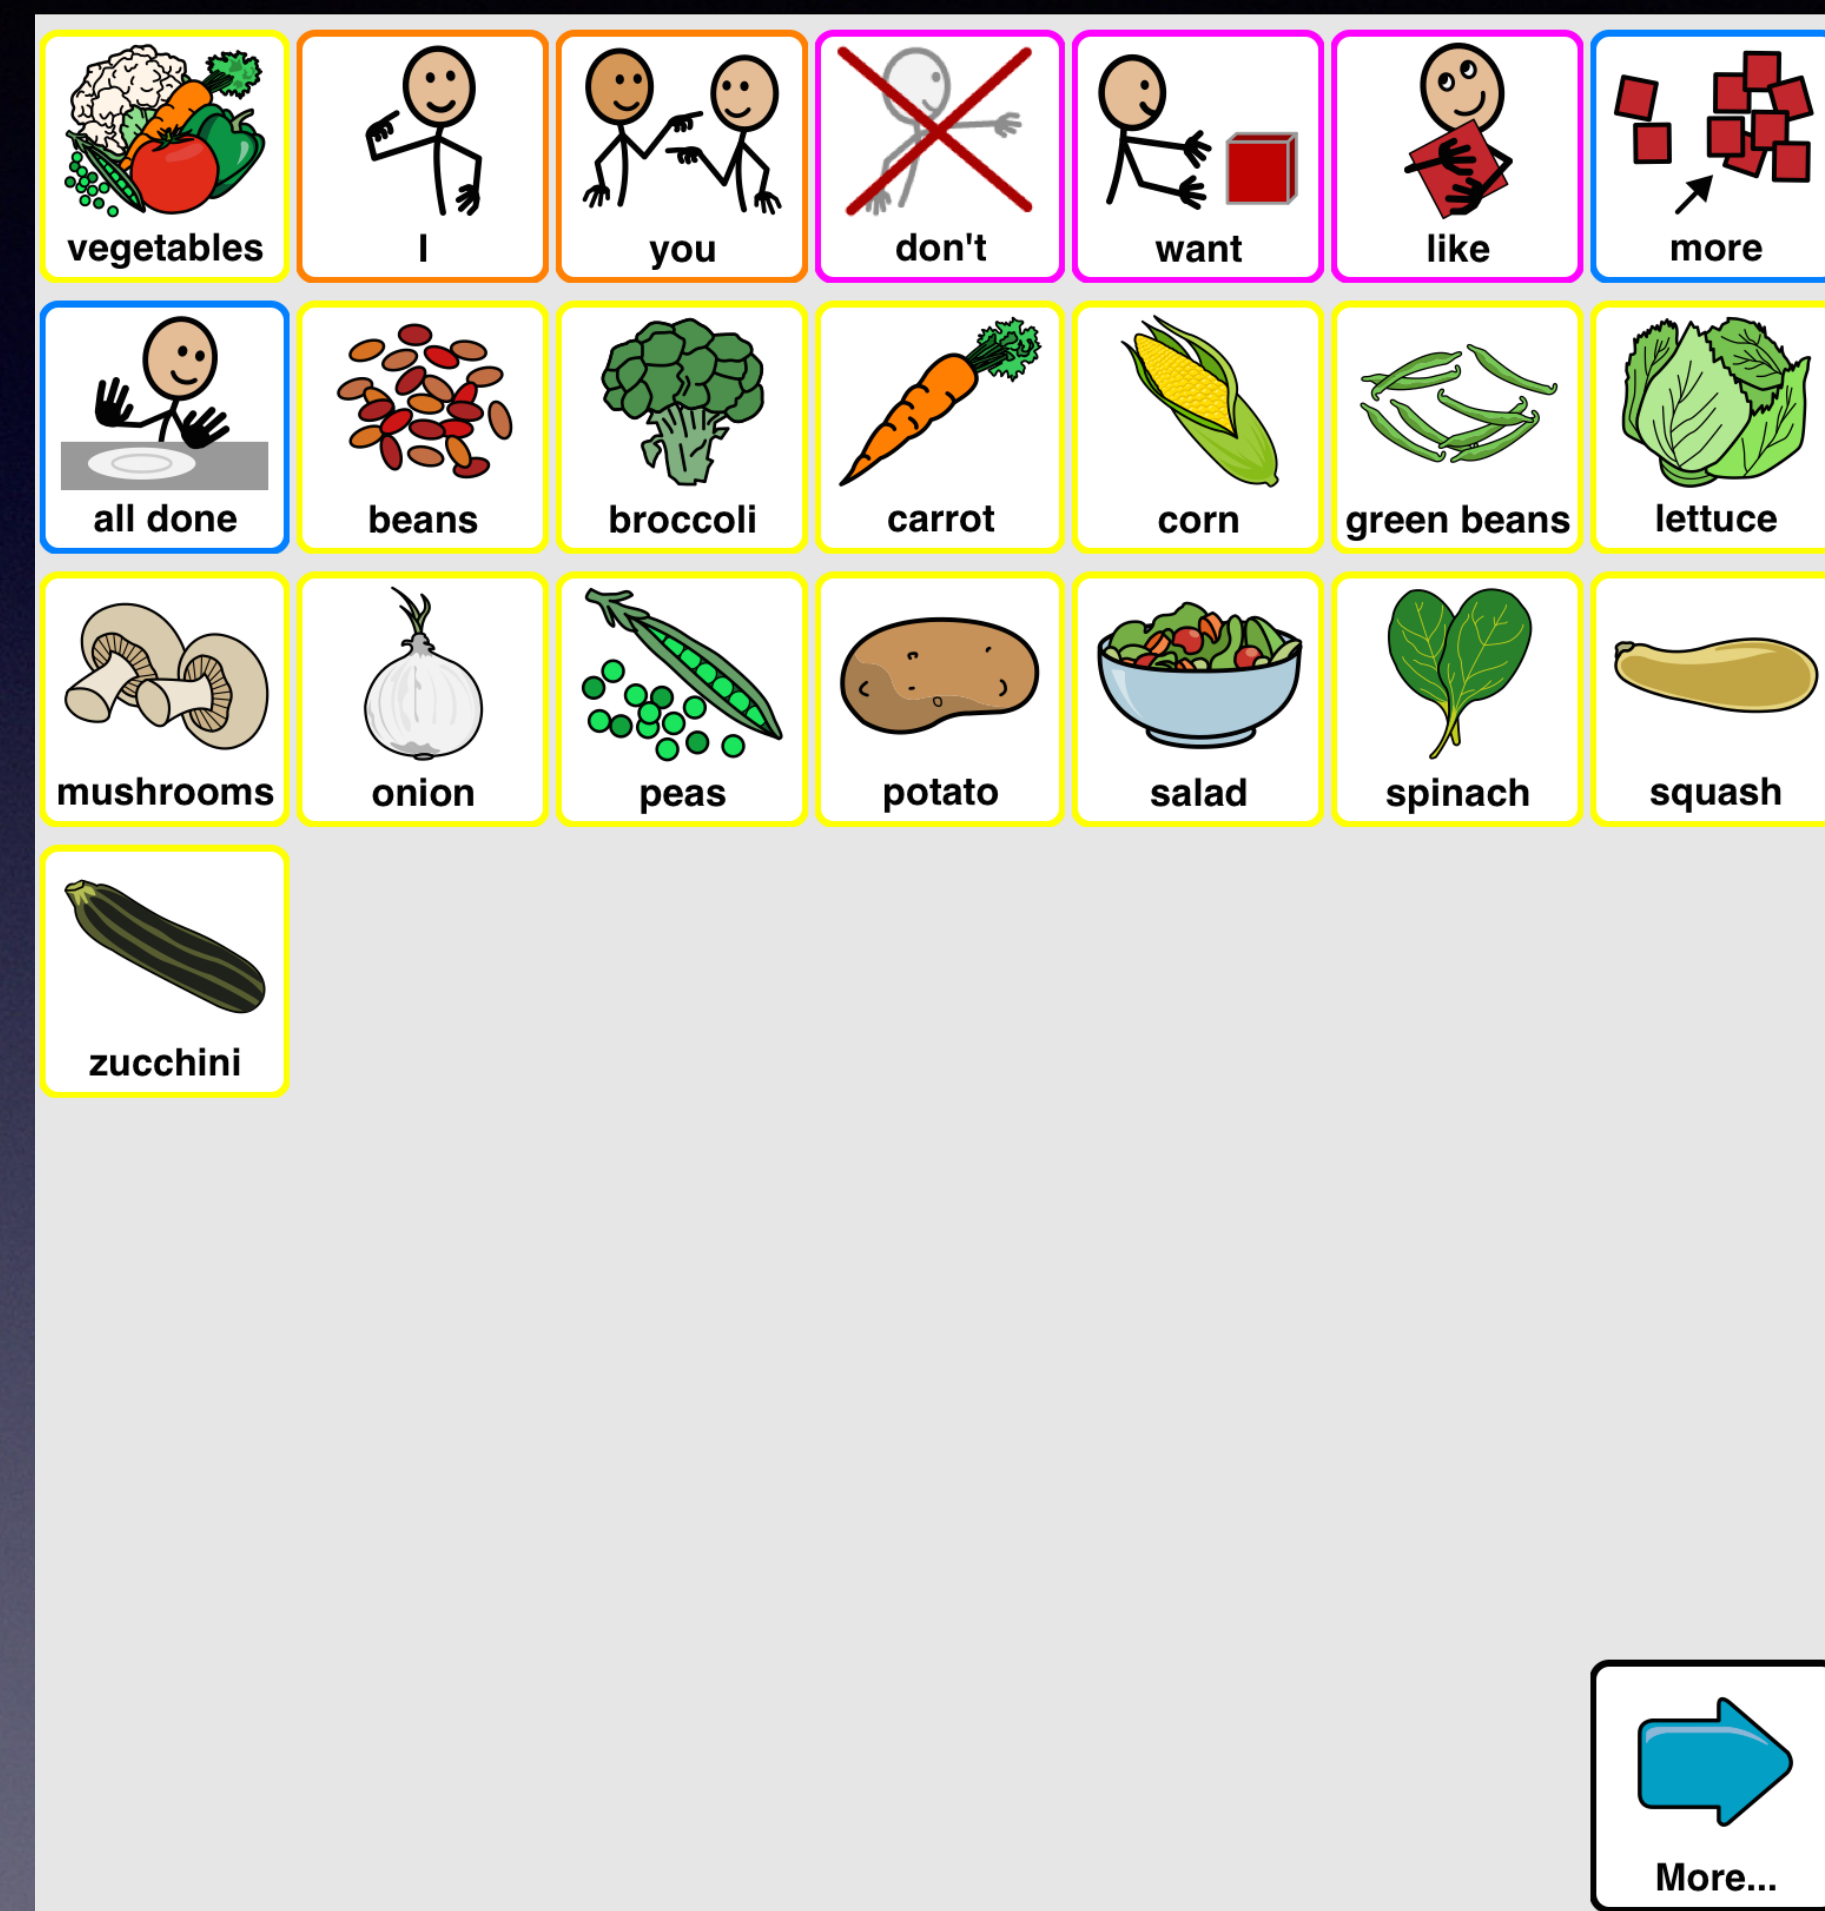 vegetables
I
you
don't
want
like
more
all done
beans
broccoli
carrot
corn
green beans
lettuce
mushrooms
onion
peas
potato
salad
spinach
squash
zucchini
More...